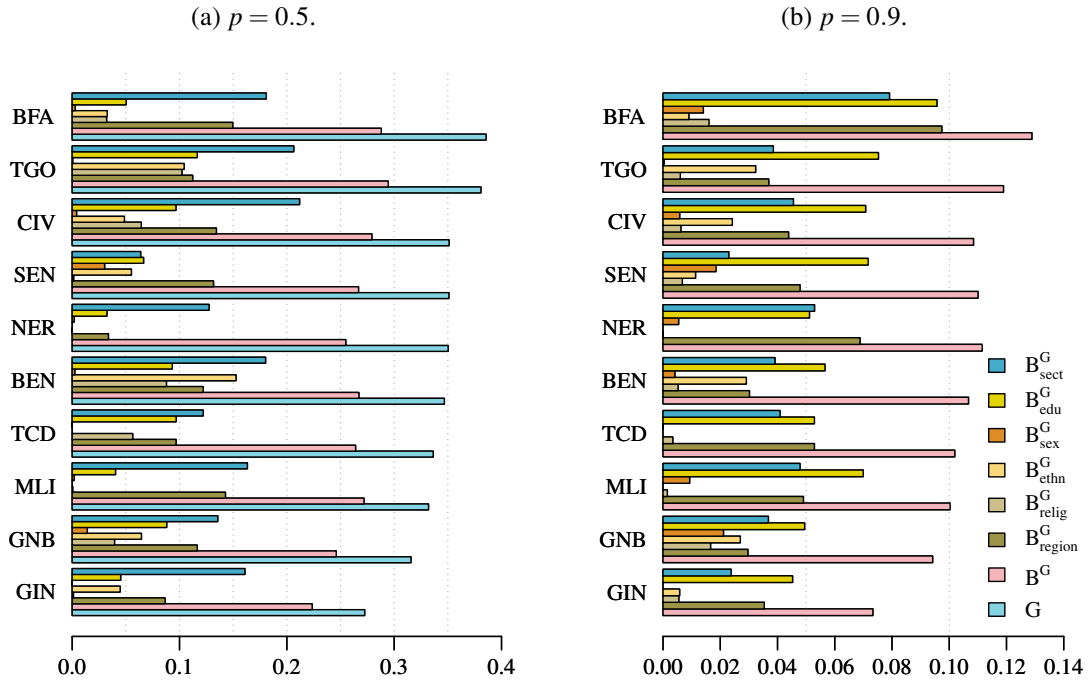 (a) p = 0.5.
BFA
TGO
CIV
SEN
NER
BEN
TCD
MLI
GNB
GIN
0.0 0.1 0.2 0.3 0.4
(b) p = 0.9.
BFA
TGO
CIV
SEN
NER
BEN
TCD
MLI
GNB
GIN
0.00 0.02 0.04 0.06 0.08 0.10 0.12 0.14
B^G_sect
B^G_edu
B^G_sex
B^G_ethn
B^G_relig
B^G_region
B^G
G